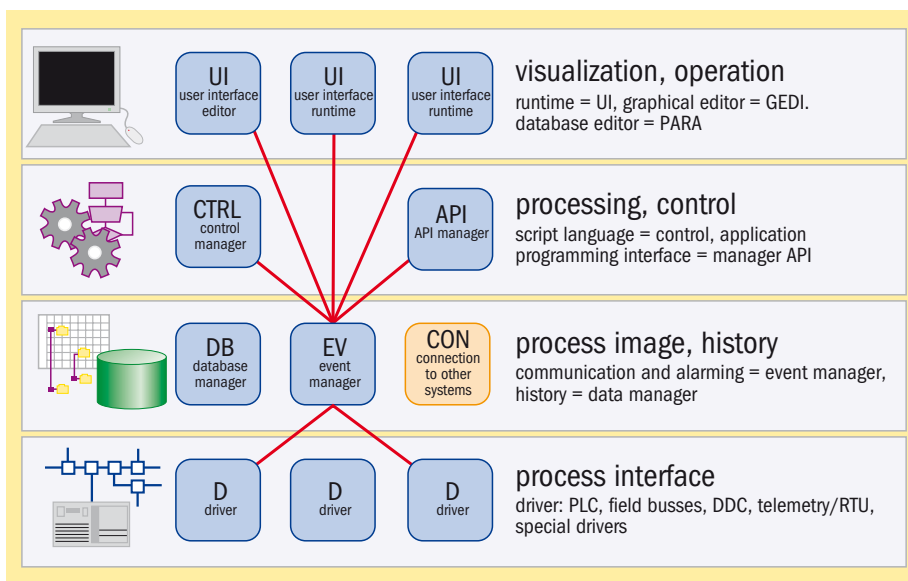 UI
user interface
editor
UI
user interface
runtime
UI
user interface
runtime
visualization, operation
runtime = UI, graphical editor = GEDI.
database editor = PARA
CTRL
control
manager
API
API manager
processing, control
script language = control, application
programming interface = manager API
DB
database
manager
EV
event
manager
CON
connection
to other
systems
process image, history
communication and alarming = event manager,
history = data manager
D
driver
D
driver
D
driver
process interface
driver: PLC, field busses, DDC, telemetry/RTU,
special drivers